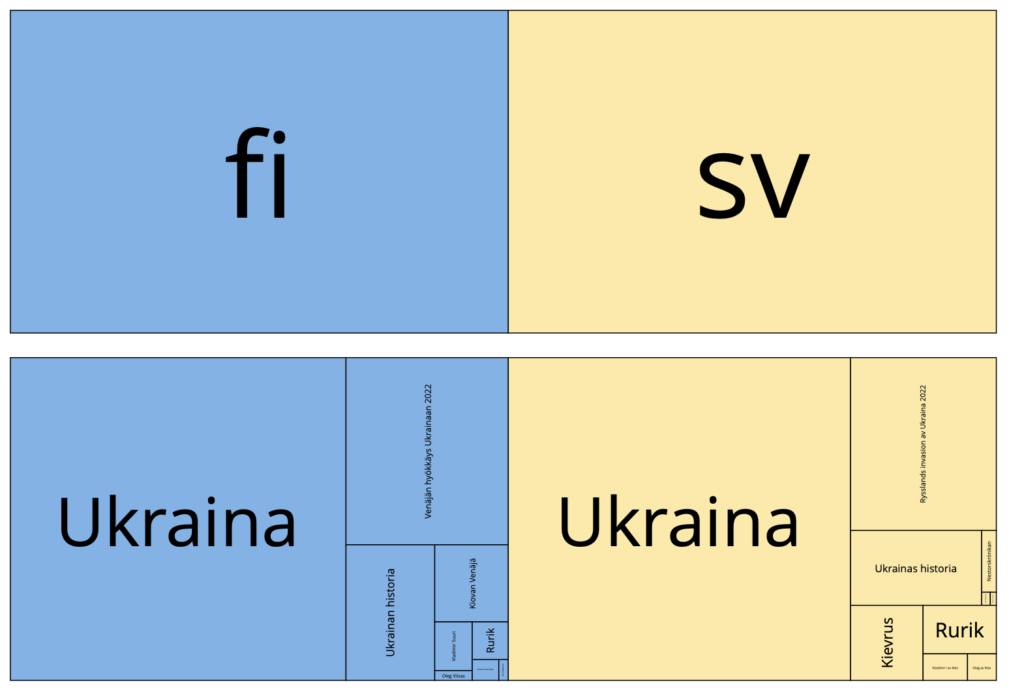 fi
sv
Ukraina
Venäjän hyökkäys Ukrainaan 2022
Ukrainan historia
Kiovan Venäjä
Vladimir Suuri
Rurik
Oleg Viisas
Ukraina
Rysslands invasion av Ukraina 2022
Ukrainas historia
Nestorskrönikan
Kievrus
Rurik
Vladimir I av Kiev
Oleg av Kiev